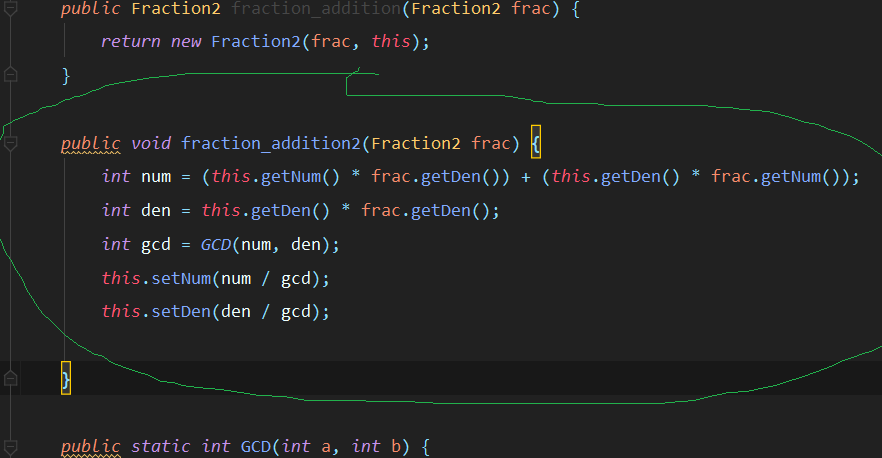 public Fraction2 fraction_addition(Fraction2 frac) {
return new Fraction2(frac, this);
}
public void fraction_addition2(Fraction2 frac) {
int num = (this.getNum() * frac.getDen()) + (this.getDen() * frac.getNum());
int den = this.getDen() * frac.getDen();
int gcd = GCD(num, den);
this.setNum(num / gcd);
this.setDen(den / gcd);
}
public static int GCD(int a, int b) {